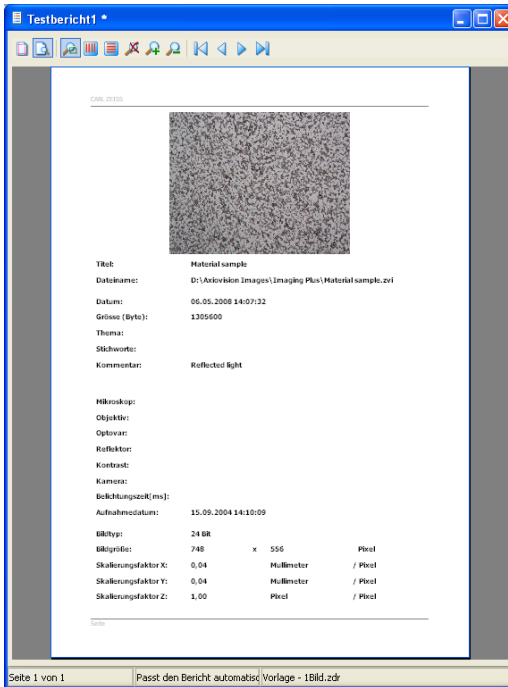 Testbericht1 *
CARL ZEISS
Titel: Material sample
Dateiname: D:\Axiovision Images\Imaging Plus\Material sample.zvi
Datum: 06.05.2008 14:07:32
Grösse (Byte): 1305600
Thema:
Stichworte:
Kommentar: Reflected light
Mikroskop:
Objektiv:
Optovar:
Reflektor:
Kontrast:
Kamera:
Belichtungszeit[ms]:
Aufnahmedatum: 15.09.2004 14:10:09
Bildtyp: 24 Bit
Bildgröße: 748 x 556 Pixel
Skalierungsfaktor X: 0,04 Mullimeter / Pixel
Skalierungsfaktor Y: 0,04 Mullimeter / Pixel
Skalierungsfaktor Z: 1,00 Pixel / Pixel
Seite
Seite 1 von 1 Passt den Bericht automatisc Vorlage - 1Bild.zdr